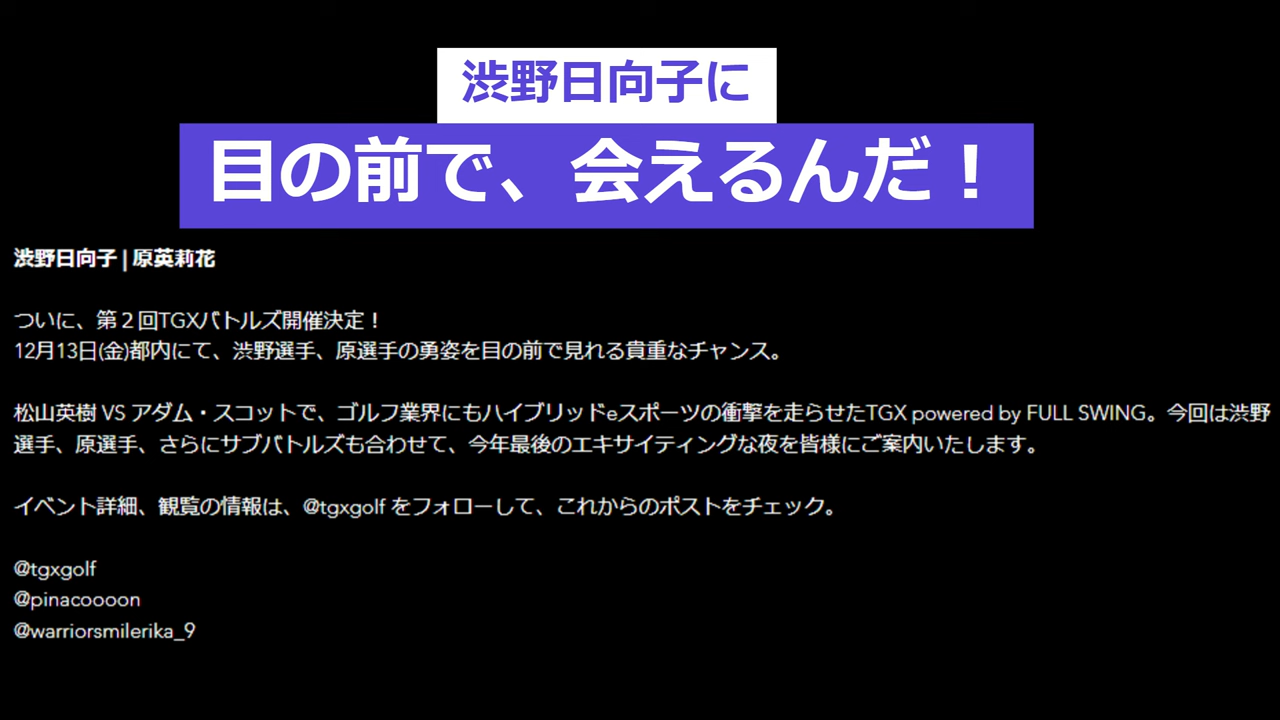 渋野日向子に
目の前で、会えるんだ！
渋野日向子 | 原英莉花
ついに、第２回TGXバトルズ開催決定！
12月13日(金)都内にて、渋野選手、原選手の勇姿を目の前で見れる貴重なチャンス。
松山英樹 VS アダム・スコットで、ゴルフ業界にもハイブリッドeスポーツの衝撃を走らせたTGX powered by FULL SWING。今回は渋野
選手、原選手、さらにサブバトルズも合わせて、今年最後のエキサイティングな夜を皆様にご案内いたします。
イベント詳細、観覧の情報は、@tgxgolf をフォローして、これからのポストをチェック。
@tgxgolf
@pinacoooon
@warriorsmilerika_9